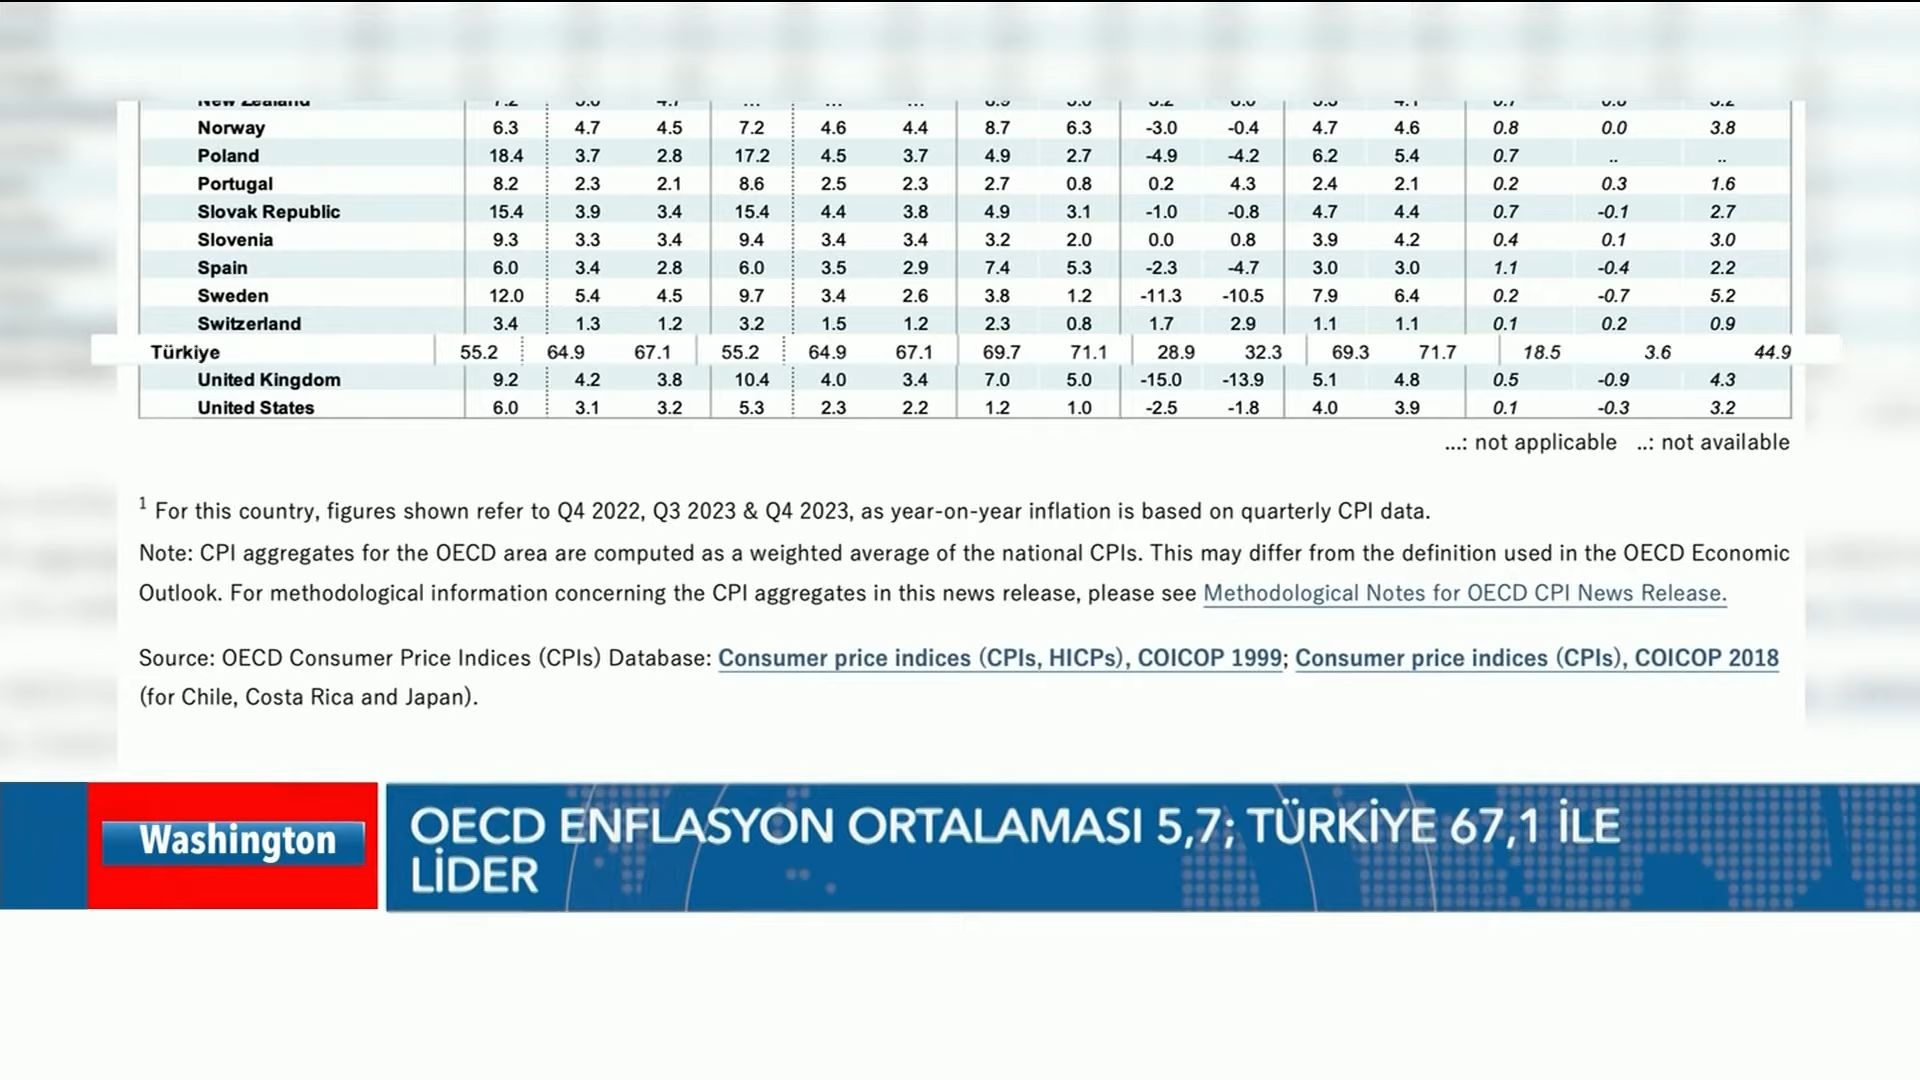 New Zealand
Norway 6.3 4.7 4.5 7.2 4.6 4.4 8.7 6.3 -3.0 -0.4 4.7 4.6 0.8 0.0 3.8
Poland 18.4 3.7 2.8 17.2 4.5 3.7 4.9 2.7 -4.9 -4.2 6.2 5.4 0.7 .. ..
Portugal 8.2 2.3 2.1 8.6 2.5 2.3 2.7 0.8 0.2 4.3 2.4 2.1 0.2 0.3 1.6
Slovak Republic 15.4 3.9 3.4 15.4 4.4 3.8 4.9 3.1 -1.0 -0.8 4.7 4.4 0.7 -0.1 2.7
Slovenia 9.3 3.3 3.4 9.4 3.4 3.4 3.2 2.0 0.0 0.8 3.9 4.2 0.4 0.1 3.0
Spain 6.0 3.4 2.8 6.0 3.5 2.9 7.4 5.3 -2.3 -4.7 3.0 3.0 1.1 -0.4 2.2
Sweden 12.0 5.4 4.5 9.7 3.4 2.6 3.8 1.2 -11.3 -10.5 7.9 6.4 0.2 -0.7 5.2
Switzerland 3.4 1.3 1.2 3.2 1.5 1.2 2.3 0.8 1.7 2.9 1.1 1.1 0.1 0.2 0.9
Türkiye 55.2 64.9 67.1 55.2 64.9 67.1 69.7 71.1 28.9 32.3 69.3 71.7 18.5 3.6 44.9
United Kingdom 9.2 4.2 3.8 10.4 4.0 3.4 7.0 5.0 -15.0 -13.9 5.1 4.8 0.5 -0.9 4.3
United States 6.0 3.1 3.2 5.3 2.3 2.2 1.2 1.0 -2.5 -1.8 4.0 3.9 0.1 -0.3 3.2
...: not applicable ..: not available
1 For this country, figures shown refer to Q4 2022, Q3 2023 & Q4 2023, as year-on-year inflation is based on quarterly CPI data.
Note: CPI aggregates for the OECD area are computed as a weighted average of the national CPIs. This may differ from the definition used in the OECD Economic
Outlook. For methodological information concerning the CPI aggregates in this news release, please see Methodological Notes for OECD CPI News Release.
Source: OECD Consumer Price Indices (CPIs) Database: Consumer price indices (CPIs, HICPs), COICOP 1999; Consumer price indices (CPIs), COICOP 2018
(for Chile, Costa Rica and Japan).
Washington
OECD ENFLASYON ORTALAMASI 5,7; TÜRKİYE 67,1 İLE
LİDER